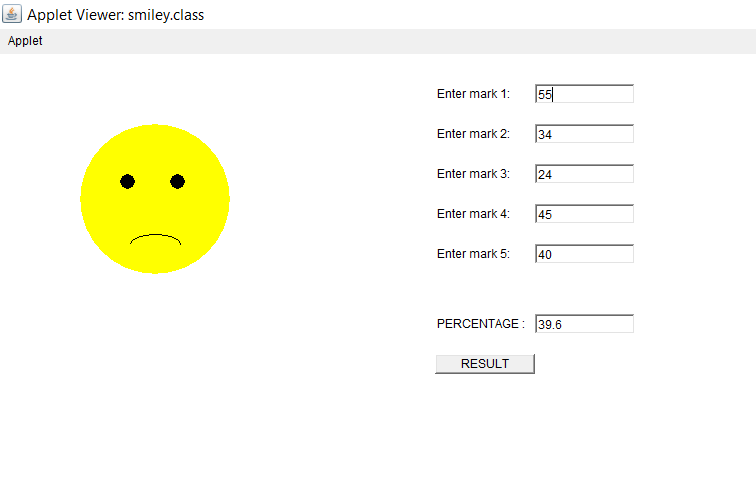 Applet Viewer: smiley.class
Applet
Enter mark 1: 55
Enter mark 2: 34
Enter mark 3: 24
Enter mark 4: 45
Enter mark 5: 40
PERCENTAGE : 39.6
RESULT